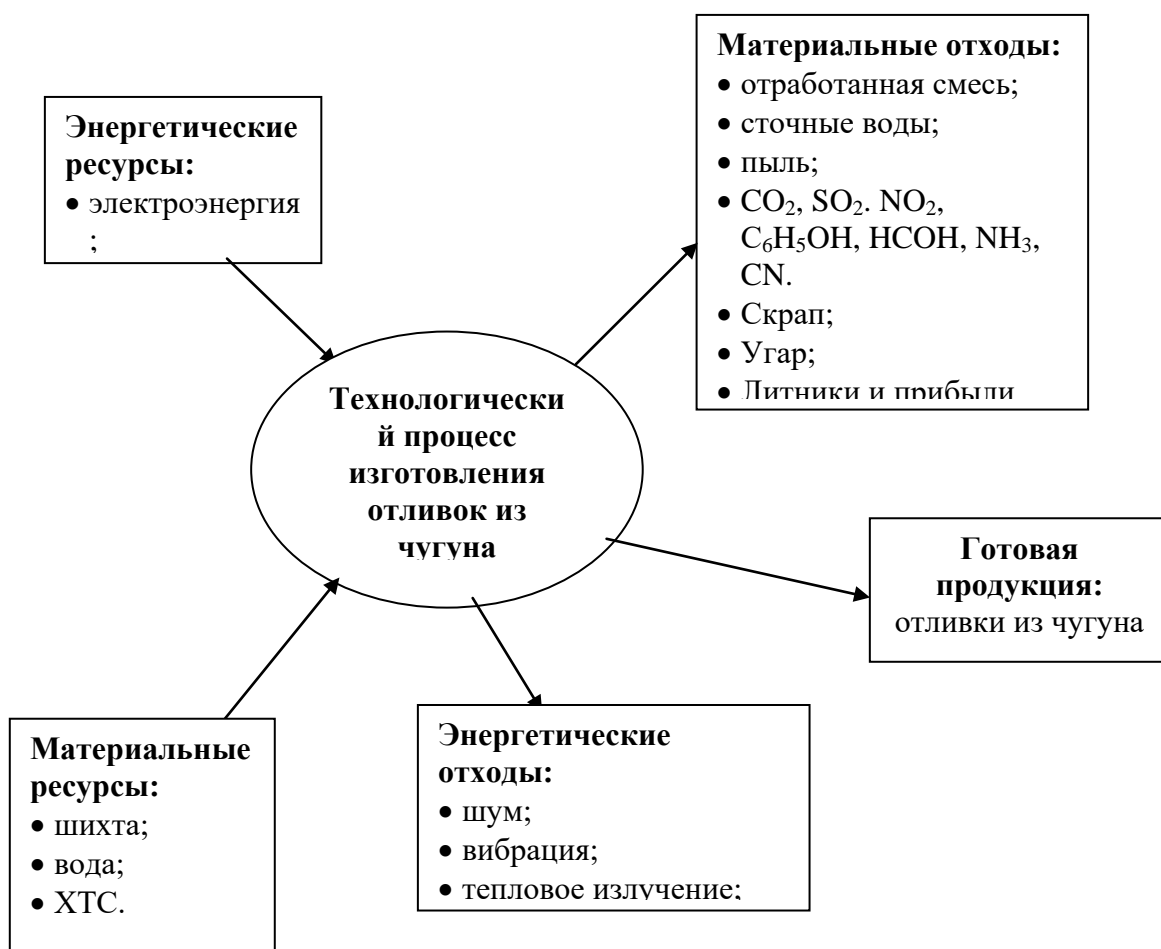 Материальные отходы:
• отработанная смесь;
• сточные воды;
• пыль;
• CO₂, SO₂. NO₂,
C₆H₅OH, HCOH, NH₃,
CN.
• Скрап;
• Угар;
• Литники и прибыли
Энергетические
ресурсы:
• электроэнергия
;
Технологически
й процесс
изготовления
отливок из
чугуна
Готовая
продукция:
отливки из чугуна
Материальные
ресурсы:
• шихта;
• вода;
• ХТС.
Энергетические
отходы:
• шум;
• вибрация;
• тепловое излучение;